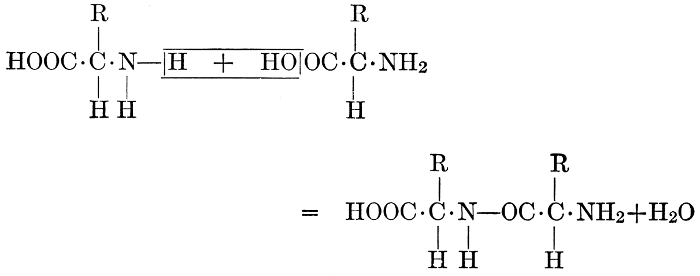 R R
HOOC·C·N—|H + HO|OC·C·NH₂
H H H
R R
= HOOC·C·N—OC·C·NH₂+H₂O
H H H